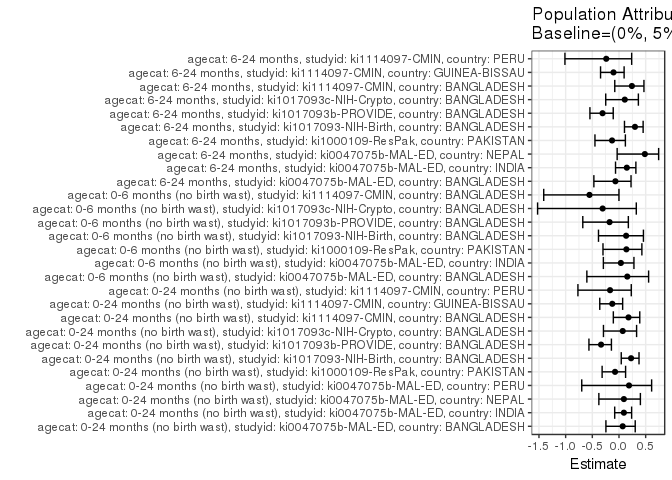 Population Attribu
Baseline=(0%, 5%
agecat: 6-24 months, studyid: ki1114097-CMIN, country: PERU
agecat: 6-24 months, studyid: ki1114097-CMIN, country: GUINEA-BISSAU
agecat: 6-24 months, studyid: ki1114097-CMIN, country: BANGLADESH
agecat: 6-24 months, studyid: ki1017093c-NIH-Crypto, country: BANGLADESH
agecat: 6-24 months, studyid: ki1017093b-PROVIDE, country: BANGLADESH
agecat: 6-24 months, studyid: ki1017093-NIH-Birth, country: BANGLADESH
agecat: 6-24 months, studyid: ki1000109-ResPak, country: PAKISTAN
agecat: 6-24 months, studyid: ki0047075b-MAL-ED, country: NEPAL
agecat: 6-24 months, studyid: ki0047075b-MAL-ED, country: INDIA
agecat: 6-24 months, studyid: ki0047075b-MAL-ED, country: BANGLADESH
agecat: 0-6 months (no birth wast), studyid: ki1114097-CMIN, country: BANGLADESH
agecat: 0-6 months (no birth wast), studyid: ki1017093c-NIH-Crypto, country: BANGLADESH
agecat: 0-6 months (no birth wast), studyid: ki1017093b-PROVIDE, country: BANGLADESH
agecat: 0-6 months (no birth wast), studyid: ki1017093-NIH-Birth, country: BANGLADESH
agecat: 0-6 months (no birth wast), studyid: ki1000109-ResPak, country: PAKISTAN
agecat: 0-6 months (no birth wast), studyid: ki0047075b-MAL-ED, country: INDIA
agecat: 0-6 months (no birth wast), studyid: ki0047075b-MAL-ED, country: BANGLADESH
agecat: 0-24 months (no birth wast), studyid: ki1114097-CMIN, country: PERU
agecat: 0-24 months (no birth wast), studyid: ki1114097-CMIN, country: GUINEA-BISSAU
agecat: 0-24 months (no birth wast), studyid: ki1114097-CMIN, country: BANGLADESH
agecat: 0-24 months (no birth wast), studyid: ki1017093c-NIH-Crypto, country: BANGLADESH
agecat: 0-24 months (no birth wast), studyid: ki1017093b-PROVIDE, country: BANGLADESH
agecat: 0-24 months (no birth wast), studyid: ki1017093-NIH-Birth, country: BANGLADESH
agecat: 0-24 months (no birth wast), studyid: ki1000109-ResPak, country: PAKISTAN
agecat: 0-24 months (no birth wast), studyid: ki0047075b-MAL-ED, country: PERU
agecat: 0-24 months (no birth wast), studyid: ki0047075b-MAL-ED, country: NEPAL
agecat: 0-24 months (no birth wast), studyid: ki0047075b-MAL-ED, country: INDIA
agecat: 0-24 months (no birth wast), studyid: ki0047075b-MAL-ED, country: BANGLADESH
-1.5 -1.0 -0.5 0.0 0.5
Estimate